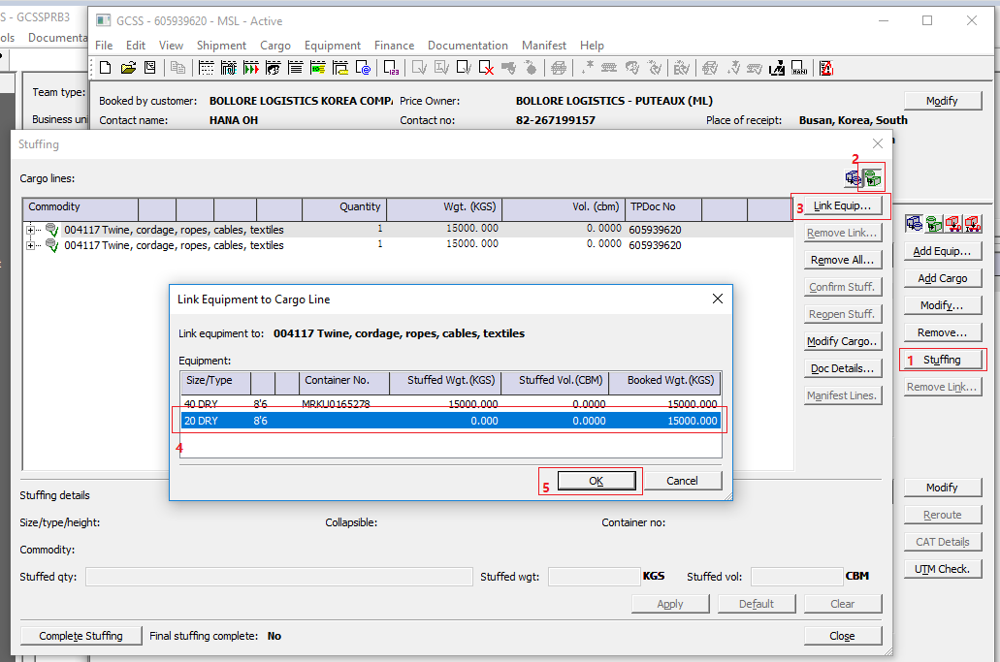 S - GCSSPRB3
GCSS - 605939620 - MSL - Active
ols Documenta
File Edit View Shipment Cargo Equipment Finance Documentation Manifest Help
Team type:
Business uni
Booked by customer: BOLLORE LOGISTICS KOREA COMP Price Owner: BOLLORE LOGISTICS - PUTEAUX (ML) Modify
Contact name: HANA OH Contact no: 82-267199157 Place of receipt: Busan, Korea, South
Stuffing
Cargo lines: 2
Commodity Quantity Wgt. (KGS) Vol. (cbm) TPDoc No
3 Link Equip...
004117 Twine, cordage, ropes, cables, textiles 1 15000. 000 0. 0000 605939620
004117 Twine, cordage, ropes, cables, textiles 1 15000. 000 0. 0000 605939620
Remove Link...
Remove All...
Confirm Stuff.
Reopen Stuff.
Modify Cargo..
Doc Details...
Manifest Lines.
Add Equip...
Add Cargo
Modify...
Remove...
1 Stuffing
Remove Link...
Link Equipment to Cargo Line
Link equpiment to: 004117 Twine, cordage, ropes, cables, textiles
Equipment:
Size/Type Container No. Stuffed Wgt.(KGS) Stuffed Vol.(CBM) Booked Wgt.(KGS)
40 DRY 8'6 MRKU0165278 15000.000 0.0000 15000.000
20 DRY 8'6 0.000 0.0000 15000.000
4
5 OK Cancel
Modify
Reroute
CAT Details
UTM Check.
Stuffing details
Size/type/height: Collapsible: Container no:
Commodity:
Stuffed qty: Stuffed wgt: KGS Stuffed vol: CBM
Apply Default Clear
Complete Stuffing Final stuffing complete: No Close